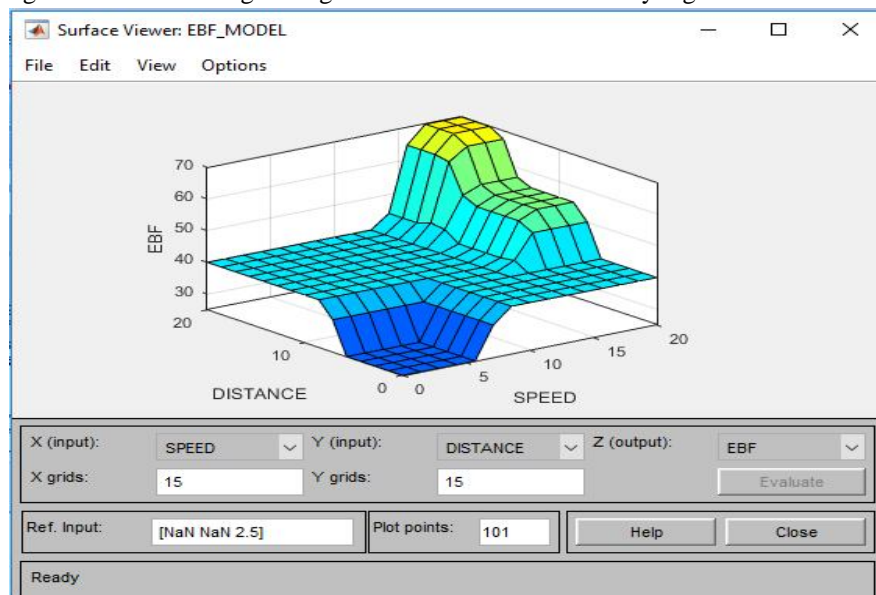 Surface Viewer: EBF_MODEL
File Edit View Options
70
60
50
40
30
20
EBF
20
10
0
DISTANCE
0
5
10
15
20
SPEED
X (input):
SPEED
Y (input):
DISTANCE
Z (output):
EBF
X grids:
15
Y grids:
15
Evaluate
Ref. Input:
[NaN NaN 2.5]
Plot points:
101
Help
Close
Ready